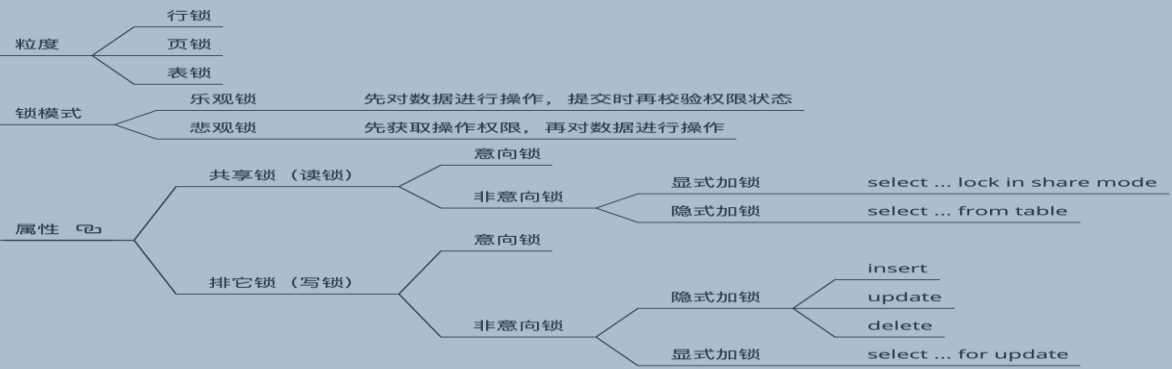 行锁
粒度
页锁
表锁
乐观锁 先对数据进行操作，提交时再校验权限状态
锁模式
悲观锁 先获取操作权限，再对数据进行操作
意向锁
共享锁（读锁）
显式加锁 select ... lock in share mode
非意向锁
隐式加锁 select ... from table
属性
意向锁
insert
排它锁（写锁）
隐式加锁 update
非意向锁
delete
显式加锁 select ... for update